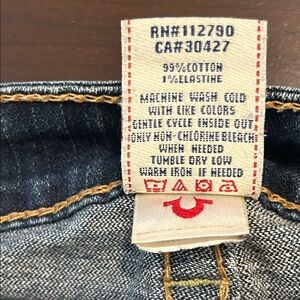 RN#112790
CA#30427
99%COTTON
1%ELASTINE
MACHINE WASH COLD
WITH LIKE COLORS
GENTLE CYCLE INSIDE OUT
ONLY NON-CHLORINE BLEACH
WHEN NEEDED
TUMBLE DRY LOW
WARM IRON IF NEEDED